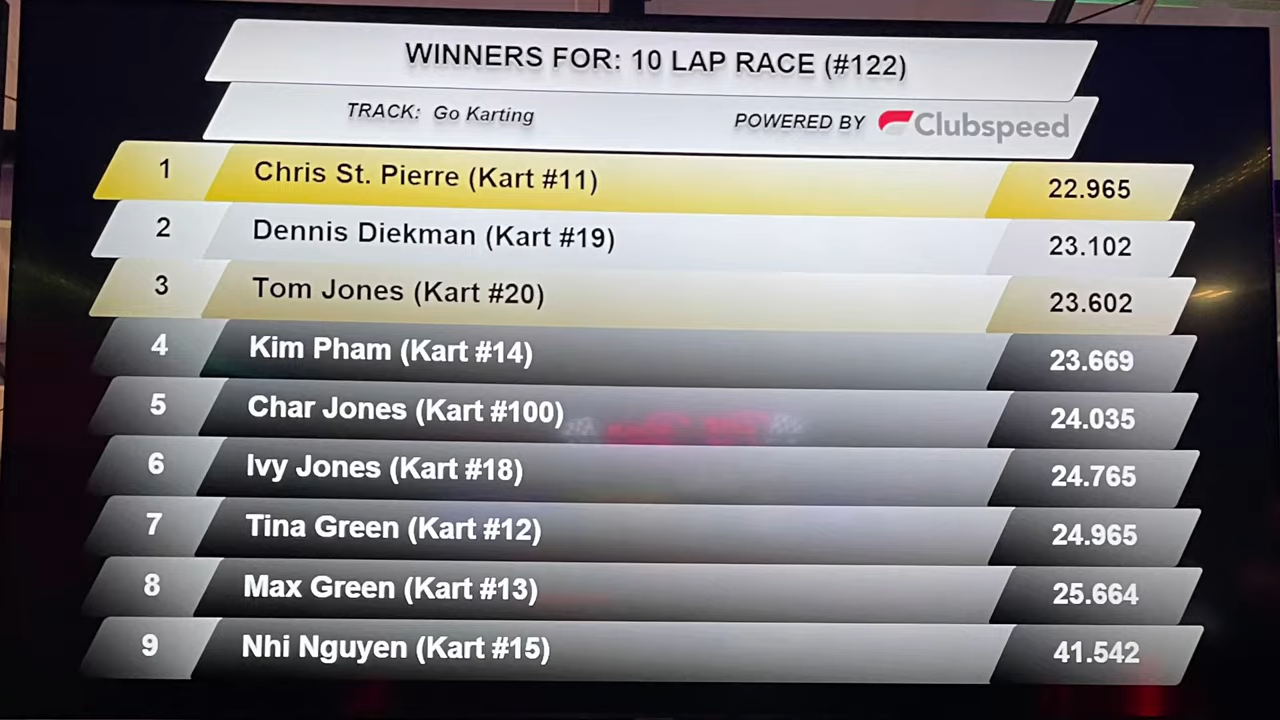 WINNERS FOR: 10 LAP RACE (#122)
TRACK: Go Karting POWERED BY Clubspeed
1 Chris St. Pierre (Kart #11) 22.965
2 Dennis Diekman (Kart #19) 23.102
3 Tom Jones (Kart #20) 23.602
4 Kim Pham (Kart #14) 23.669
5 Char Jones (Kart #100) 24.035
6 Ivy Jones (Kart #18) 24.765
7 Tina Green (Kart #12) 24.965
8 Max Green (Kart #13) 25.664
9 Nhi Nguyen (Kart #15) 41.542